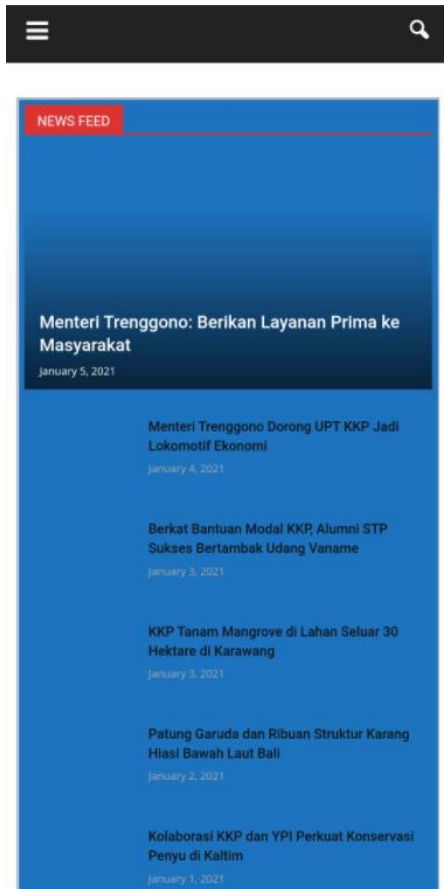 NEWS FEED
Menteri Trenggono: Berikan Layanan Prima ke
Masyarakat
January 5, 2021
Menteri Trenggono Dorong UPT KKP Jadi
Lokomotif Ekonomi
January 4, 2021
Berkat Bantuan Modal KKP, Alumni STP
Sukses Bertambak Udang Vaname
January 3, 2021
KKP Tanam Mangrove di Lahan Seluar 30
Hektare di Karawang
January 3, 2021
Patung Garuda dan Ribuan Struktur Karang
Hiasi Bawah Laut Bali
January 2, 2021
Kolaborasi KKP dan YPI Perkuat Konservasi
Penyu di Kaltim
January 1, 2021